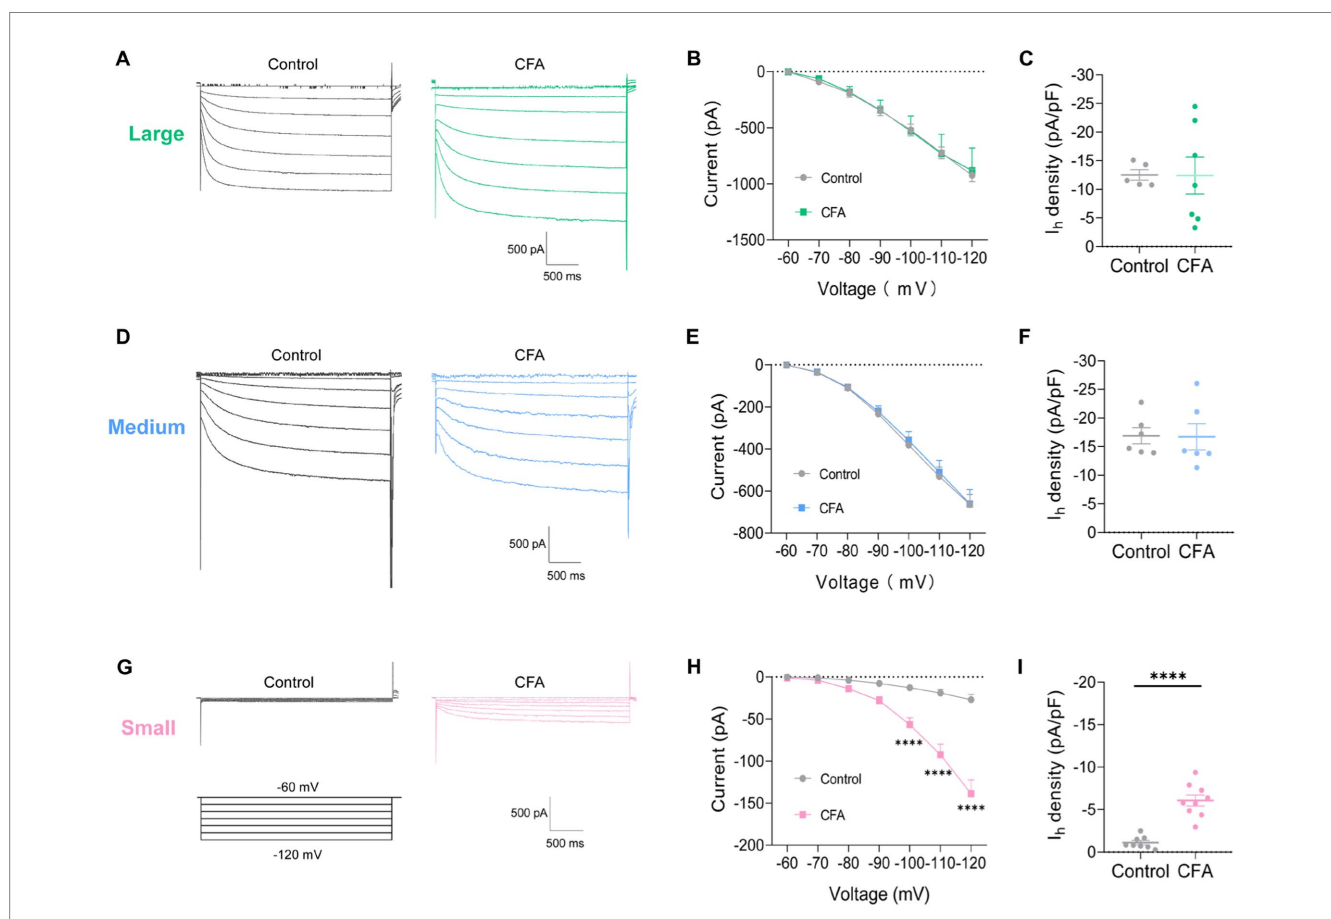 A
Control
CFA
Large
500 pA
500 ms
B
Current (pA)
0
-500
-1000
-1500
Control
CFA
-60 -70 -80 -90 -100 -110 -120
Voltage ( mV)
C
Ih density (pA/pF)
-30
-25
-20
-15
-10
-5
0
Control CFA
D
Control
CFA
Medium
500 pA
500 ms
E
Current (pA)
0
-200
-400
-600
-800
Control
CFA
-60 -70 -80 -90 -100 -110 -120
Voltage ( mV)
F
Ih density (pA/pF)
-30
-25
-20
-15
-10
-5
0
Control CFA
G
Control
CFA
Small
-60 mV
-120 mV
500 pA
500 ms
H
Current (pA)
0
-50
-100
-150
-200
****
****
****
Control
CFA
-60 -70 -80 -90 -100 -110 -120
Voltage (mV)
I
Ih density (pA/pF)
****
-20
-15
-10
-5
0
Control CFA